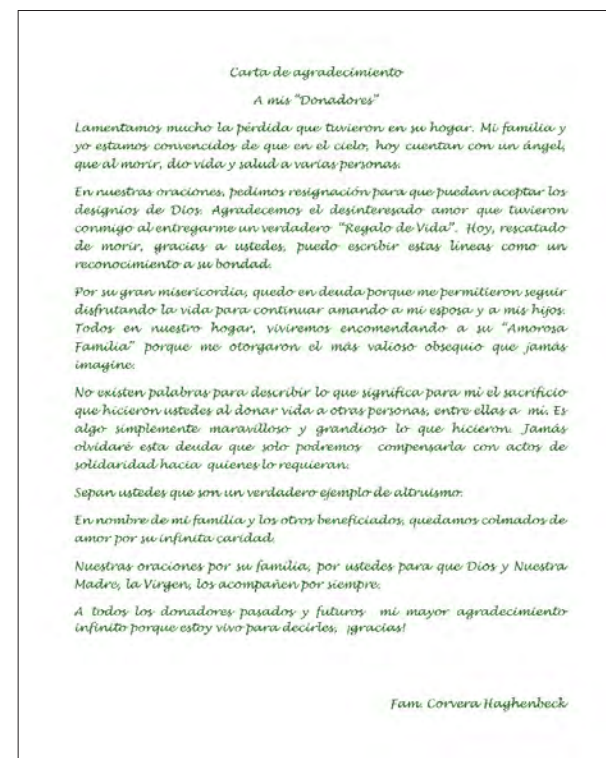 Carta de agradecimiento
A mis "Donadores"
Lamentamos mucho la pérdida que tuvieron en su hogar. Mi familia y
yo estamos convencidos de que en el cielo, hoy cuentan con un ángel,
que al morir, dio vida y salud a varias personas.
En nuestras oraciones, pedimos resignación para que puedan aceptar los
designios de Dios. Agradecemos el desinteresado amor que tuvieron
conmigo al entregarme un verdadero "Regalo de Vida". Hoy, rescatado
de morir, gracias a ustedes, puedo escribir estas líneas como un
reconocimiento a su bondad.
Por su gran misericordia, quedo en deuda porque me permitieron seguir
disfrutando la vida para continuar amando a mi esposa y a mis hijos.
Todos en nuestro hogar, viviremos encomendando a su "Amorosa
Familia" porque me otorgaron el más valioso obsequio que jamás
imagine.
No existen palabras para describir lo que significa para mi el sacrificio
que hicieron ustedes al donar vida a otras personas, entre ellas a mi. Es
algo simplemente maravilloso y grandioso lo que hicieron. Jamás
olvidaré esta deuda que solo podremos compensarla con actos de
solidaridad hacia quienes lo requieran.
Sepan ustedes que son un verdadero ejemplo de altruismo.
En nombre de mi familia y los otros beneficiados, quedamos colmados de
amor por su infinita caridad.
Nuestras oraciones por su familia, por ustedes para que Dios y Nuestra
Madre, la Virgen, los acompañen por siempre.
A todos los donadores pasados y futuros mi mayor agradecimiento
infinito porque estoy vivo para decirles, ¡gracias!
Fam. Corvera Haghenbeck